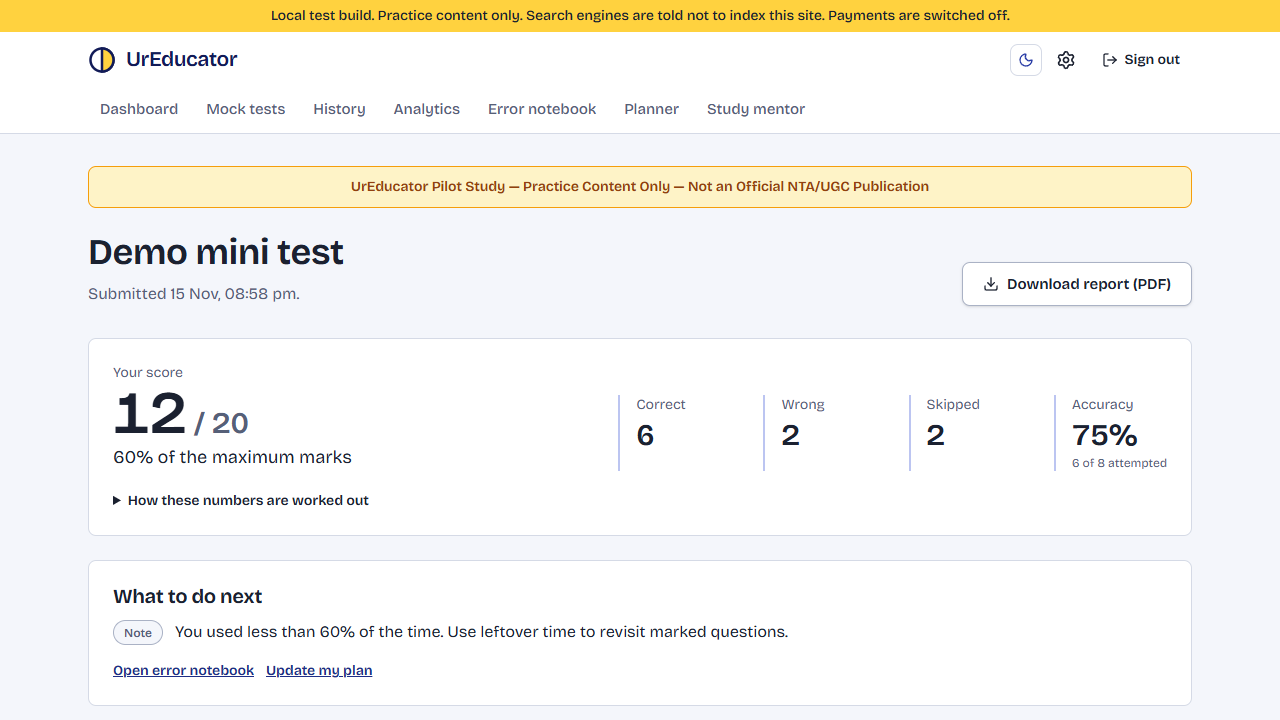 Local test build. Practice content only. Search engines are told not to index this site. Payments are switched off.
UrEducator
Sign out
Dashboard
Mock tests
History
Analytics
Error notebook
Planner
Study mentor
UrEducator Pilot Study — Practice Content Only — Not an Official NTA/UGC Publication
Demo mini test
Submitted 15 Nov, 08:58 pm.
Download report (PDF)
Your score
12 / 20
60% of the maximum marks
How these numbers are worked out
Correct
6
Wrong
2
Skipped
2
Accuracy
75%
6 of 8 attempted
What to do next
Note
You used less than 60% of the time. Use leftover time to revisit marked questions.
Open error notebook
Update my plan